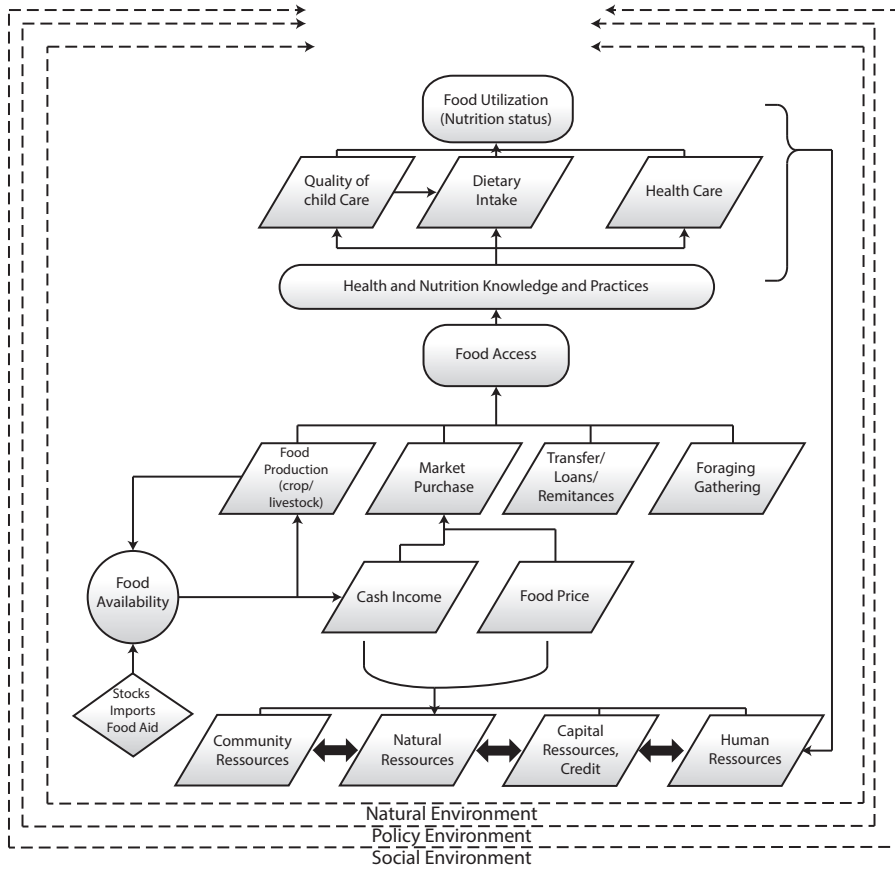 Food Utilization
(Nutrition status)
Quality of
child Care
Dietary
Intake
Health Care
Health and Nutrition Knowledge and Practices
Food Access
Food
Production
(crop/
livestock)
Market
Purchase
Transfer/
Loans/
Remitances
Foraging
Gathering
Food
Availability
Cash Income
Food Price
Stocks
Imports
Food Aid
Community
Ressources
Natural
Ressources
Capital
Ressources,
Credit
Human
Ressources
Natural Environment
Policy Environment
Social Environment